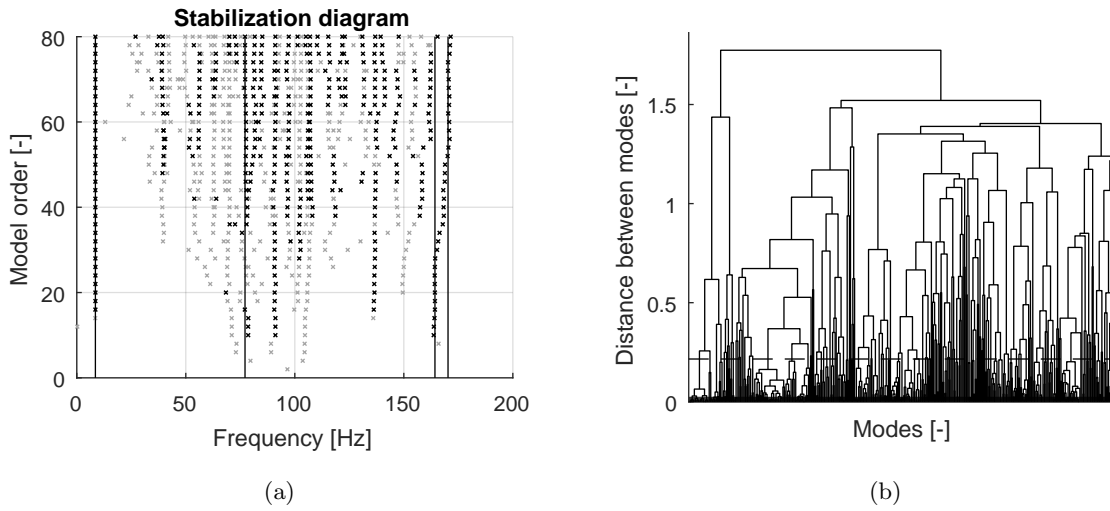 Stabilization diagram
80
60
40
20
0
0
50
100
150
200
Model order [-]
Frequency [Hz]
(a)
1.5
1
0.5
0
Distance between modes [-]
Modes [-]
(b)